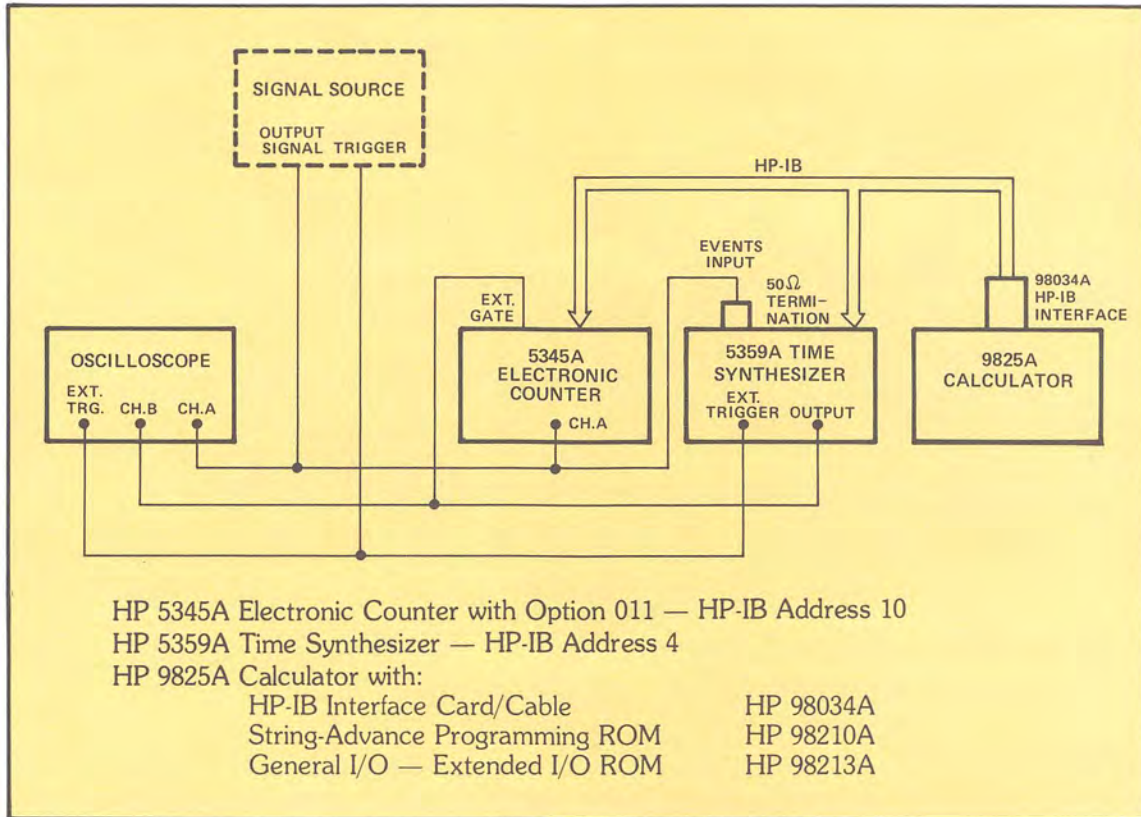 SIGNAL SOURCE
OUTPUT
SIGNAL TRIGGER
HP-IB
EVENTS
INPUT
50Ω
TERMI-
NATION
98034A
HP-IB
INTERFACE
EXT.
GATE
OSCILLOSCOPE
EXT.
TRG. CH.B CH.A
5345A
ELECTRONIC
COUNTER
CH.A
5359A TIME
SYNTHESIZER
EXT.
TRIGGER OUTPUT
9825A
CALCULATOR
HP 5345A Electronic Counter with Option 011 — HP-IB Address 10
HP 5359A Time Synthesizer — HP-IB Address 4
HP 9825A Calculator with:
HP-IB Interface Card/Cable HP 98034A
String-Advance Programming ROM HP 98210A
General I/O — Extended I/O ROM HP 98213A